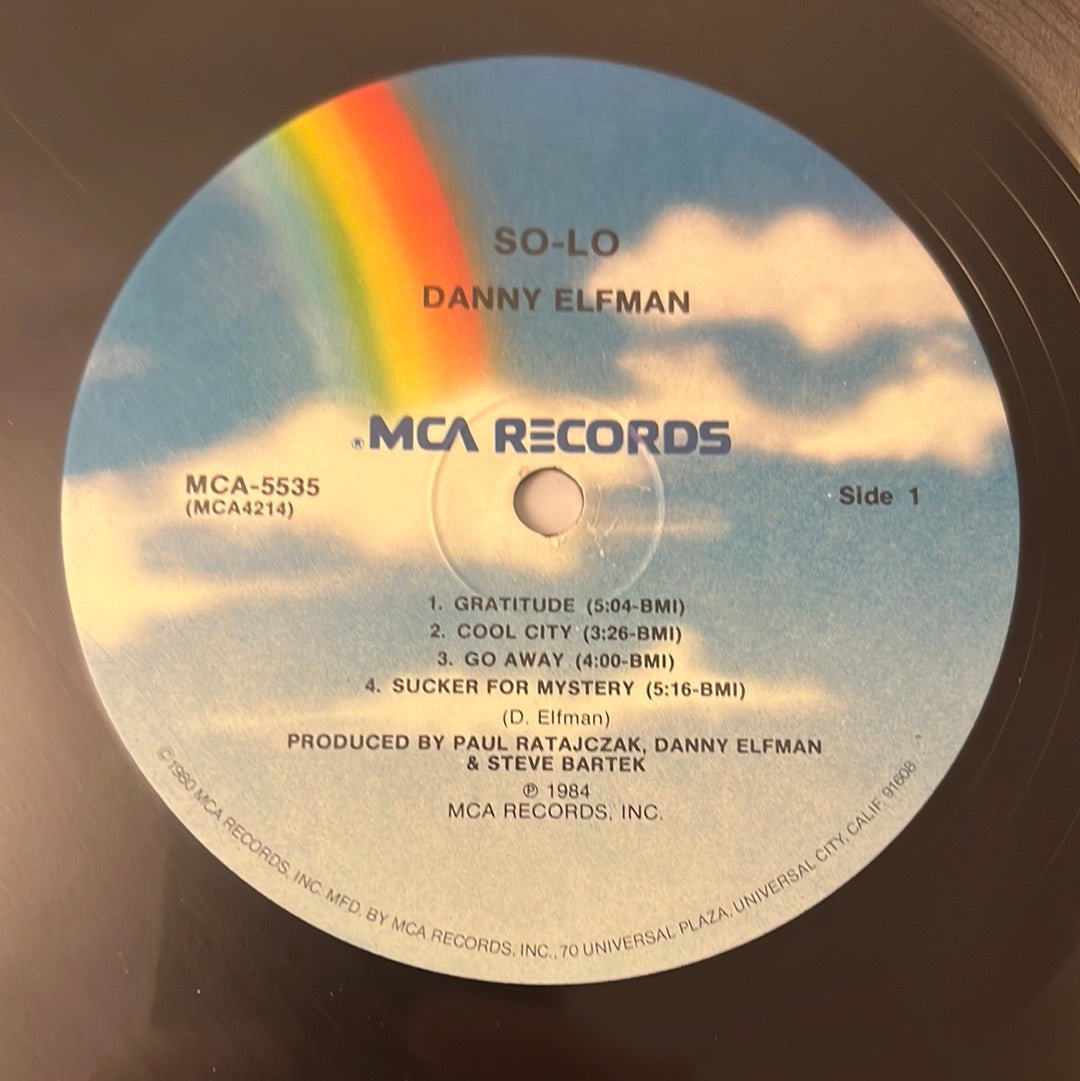 SO-LO
DANNY ELFMAN
®MCA RECORDS
MCA-5535
(MCA4214)
Side 1
1. GRATITUDE (5:04-BMI)
2. COOL CITY (3:26-BMI)
3. GO AWAY (4:00-BMI)
4. SUCKER FOR MYSTERY (5:16-BMI)
(D. Elfman)
PRODUCED BY PAUL RATAJCZAK, DANNY ELFMAN
& STEVE BARTEK
℗ 1984
MCA RECORDS, INC.
©1980 MCA RECORDS, INC. MFD. BY MCA RECORDS, INC., 70 UNIVERSAL PLAZA, UNIVERSAL CITY, CALIF. 91608